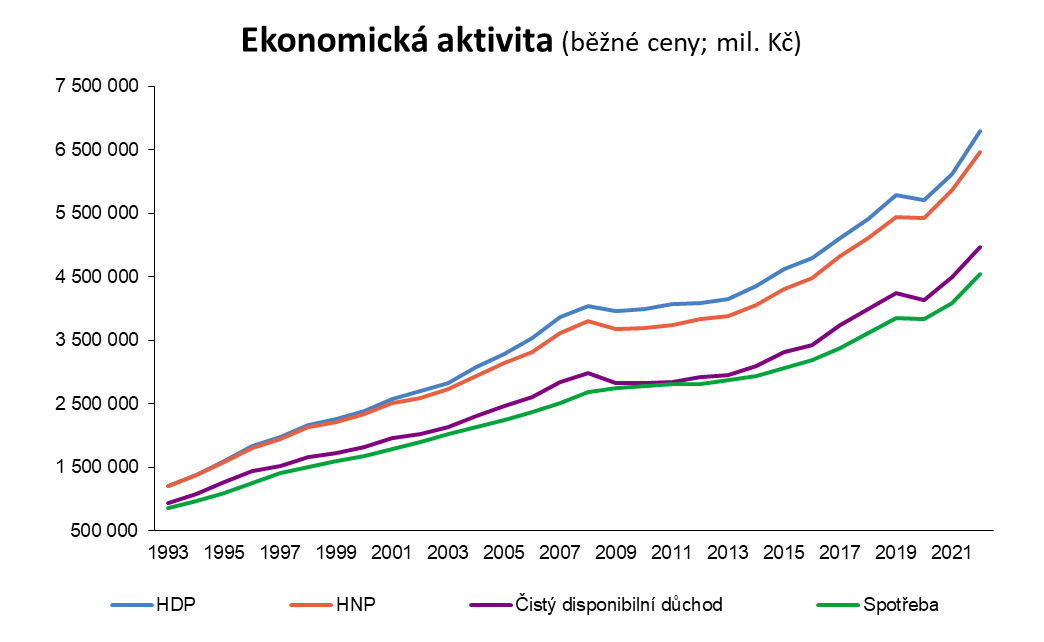 Ekonomická aktivita (běžné ceny; mil. Kč)
7 500 000
6 500 000
5 500 000
4 500 000
3 500 000
2 500 000
1 500 000
500 000
1993 1995 1997 1999 2001 2003 2005 2007 2009 2011 2013 2015 2017 2019 2021
HDP HNP Čistý disponibilní důchod Spotřeba